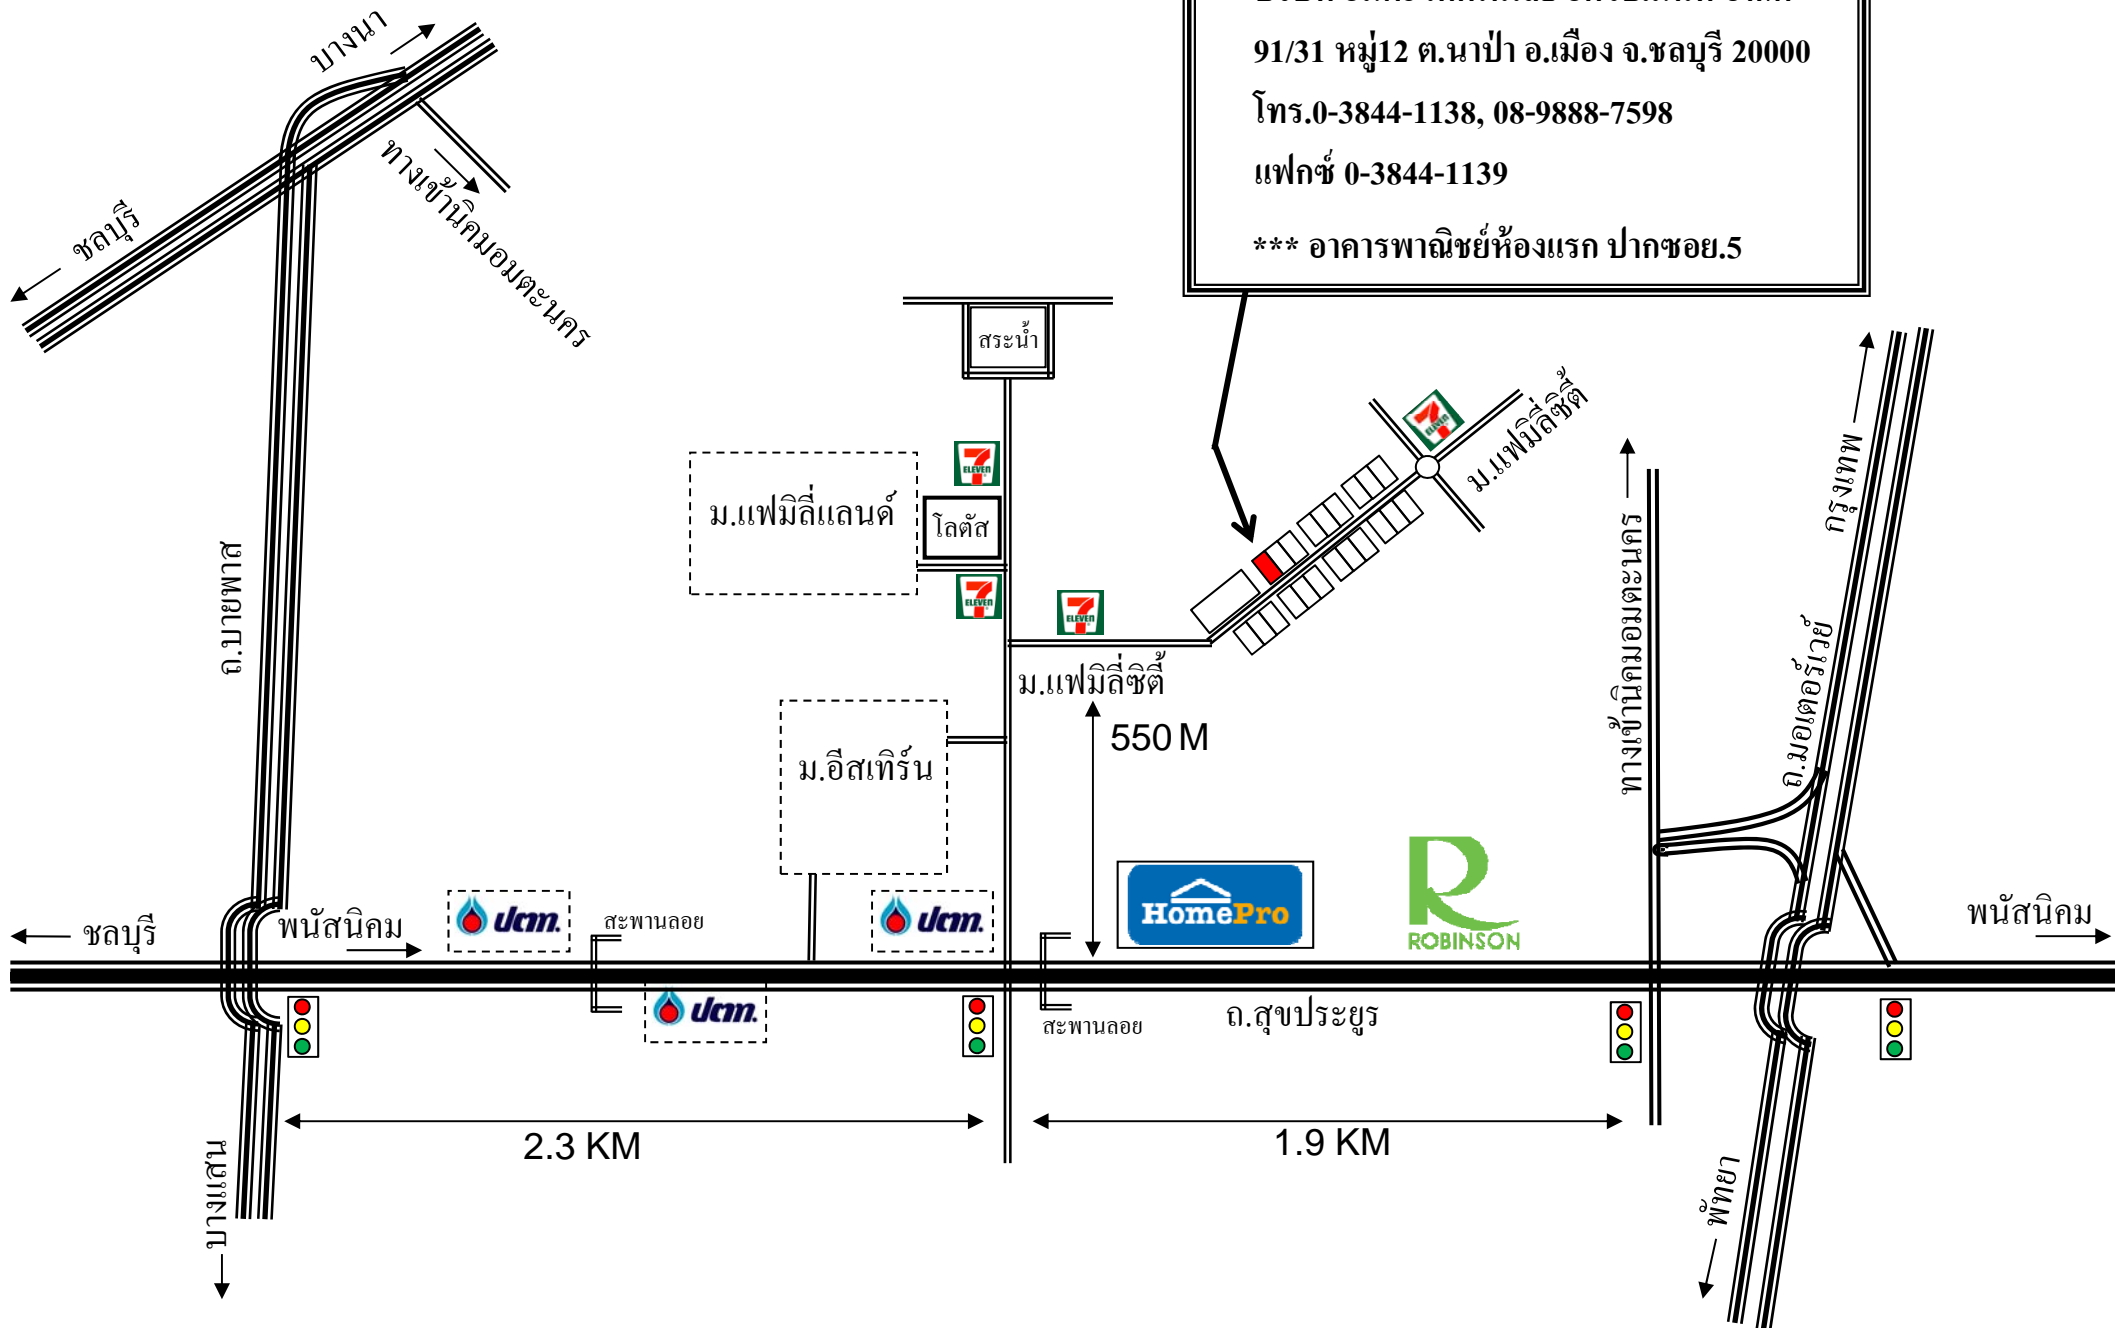 91/31 หมู่12 ต.นาป่า อ.เมือง จ.ชลบุรี 20000
โทร.0-3844-1138, 08-9888-7598
แฟกซ์ 0-3844-1139
*** อาคารพาณิชย์ห้องแรก ปากซอย.5
บางนา
ชลบุรี
ทางเข้านิคมอมตะนคร
สระน้ำ
7 ELEVEN
7 ELEVEN
ม.แฟมิลี่ซิตี้
ม.แฟมิลี่แลนด์
โลตัส
7 ELEVEN
7 ELEVEN
ม.แฟมิลี่ซิตี้
550 M
ม.อีสเทิร์น
ถ.บายพาส
ทางเข้านิคมอมตะนคร
กรุงเทพ
ถ.มอเตอร์เวย์
ชลบุรี
พนัสนิคม
ปตท.
สะพานลอย
ปตท.
HomePro
ROBINSON
พนัสนิคม
ปตท.
สะพานลอย
ถ.สุขประยูร
2.3 KM
1.9 KM
บางแสน
พัทยา